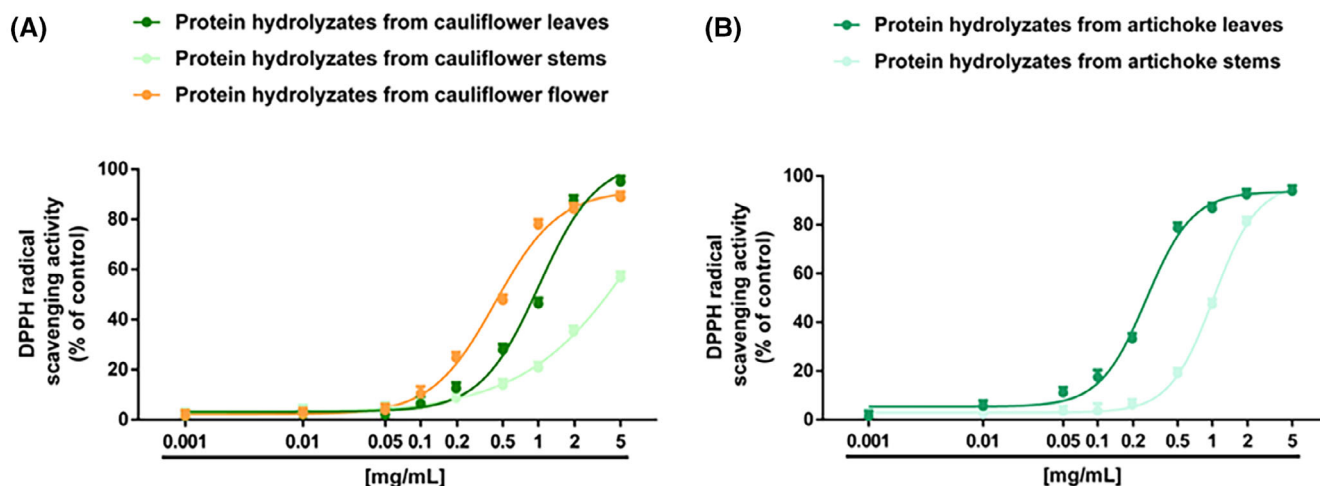 (A)
Protein hydrolyzates from cauliflower leaves
Protein hydrolyzates from cauliflower stems
Protein hydrolyzates from cauliflower flower
DPPH radical
scavenging activity
(% of control)
100
80
60
40
20
0
0.001 0.01 0.05 0.1 0.2 0.5 1 2 5
[mg/mL]
(B)
Protein hydrolyzates from artichoke leaves
Protein hydrolyzates from artichoke stems
DPPH radical
scavenging activity
(% of control)
100
80
60
40
20
0
0.001 0.01 0.05 0.1 0.2 0.5 1 2 5
[mg/mL]